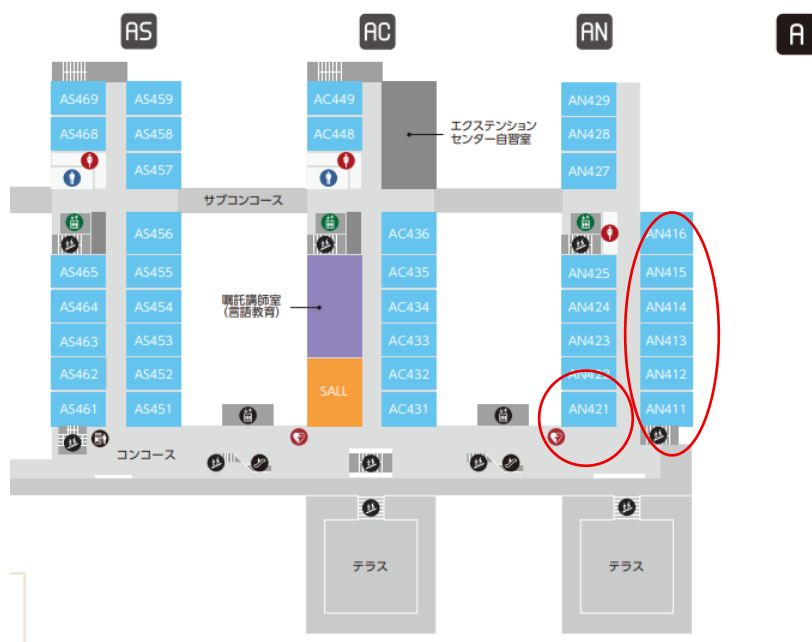 AS
AC
AN
A
AS469 AS459
AC449
AN429
AS468 AS458
AC448
AN428
エクステンション
センター自習室
AS457
AN427
サブコンコース
AS456
AC436
AN416
AS465 AS455
AC435
AN425
AN415
嘱託講師室
(言語教育)
AS464 AS454
AC434
AN424
AN414
AS463 AS453
AC433
AN423
AN413
AS462 AS452
SALL
AC432
AN422
AN412
AS461 AS451
AC431
AN421
AN411
コンコース
テラス
テラス